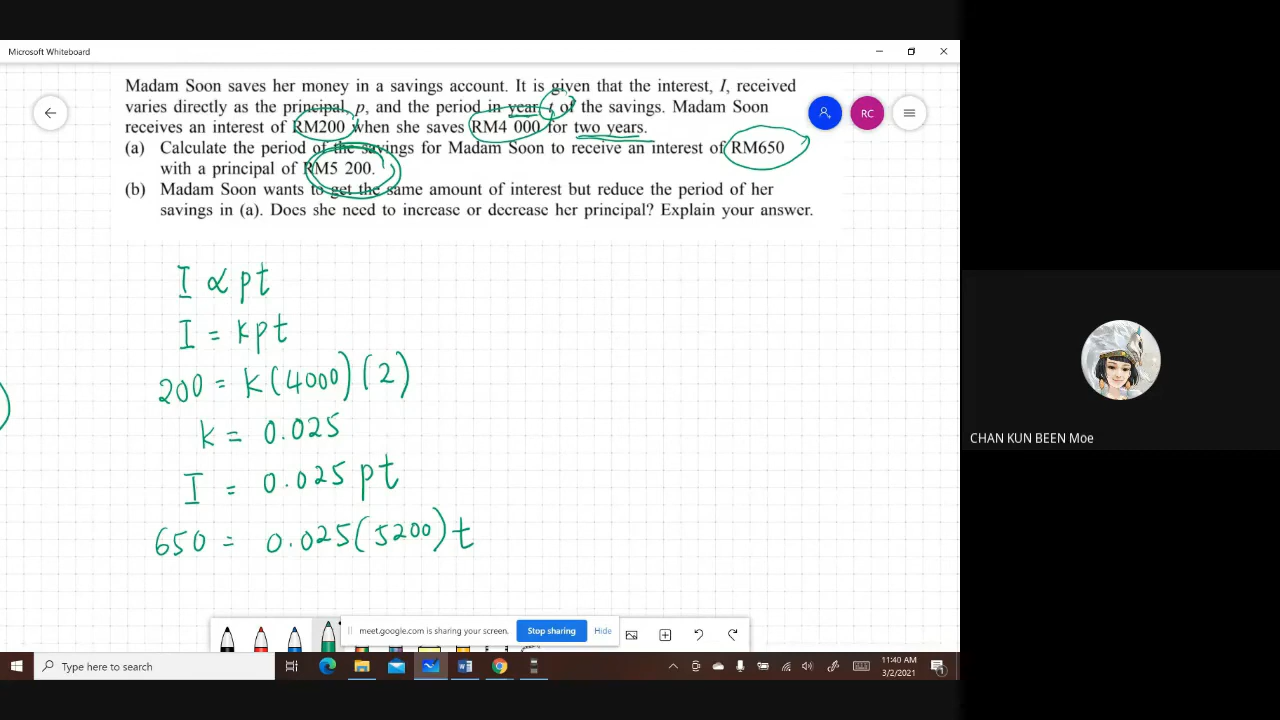 Microsoft Whiteboard
Madam Soon saves her money in a savings account. It is given that the interest, I, received
varies directly as the principal, p, and the period in year, t, of the savings. Madam Soon
receives an interest of RM200 when she saves RM4 000 for two years.
(a) Calculate the period of the savings for Madam Soon to receive an interest of RM650
with a principal of RM5 200.
(b) Madam Soon wants to get the same amount of interest but reduce the period of her
savings in (a). Does she need to increase or decrease her principal? Explain your answer.
RC
I ∝ pt
I = kpt
200 = k(4000)(2)
k = 0.025
I = 0.025 pt
650 = 0.025(5200)t
CHAN KUN BEEN Moe
meet.google.com is sharing your screen. Stop sharing Hide
Type here to search
11:40 AM
3/2/2021